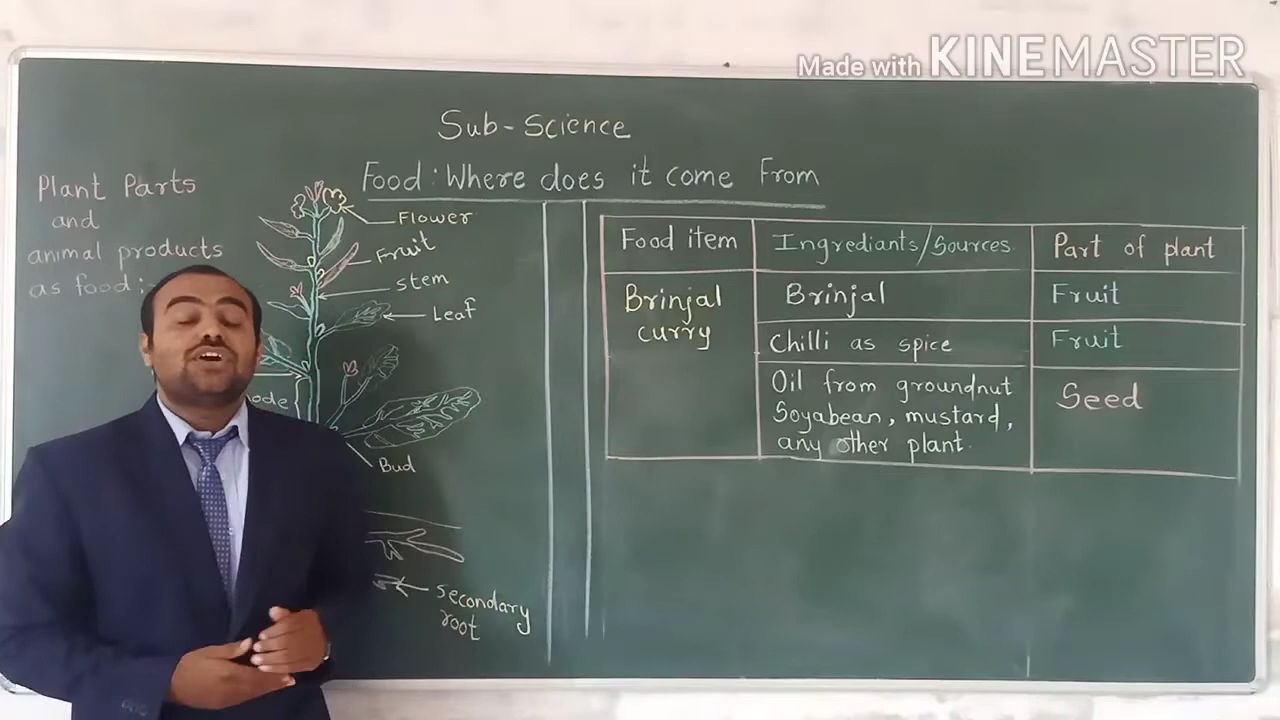 Made with KINEMASTER
Sub-Science
Food: Where does it come From
Plant Parts
and
animal products
as food:-
Flower
Fruit
stem
Leaf
Bud
secondary
root
Food item
Ingrediants/Sources
Part of plant
Brinjal
curry
Brinjal
Fruit
Chilli as spice
Fruit
Oil from groundnut
Soyabean, mustard,
any other plant.
Seed